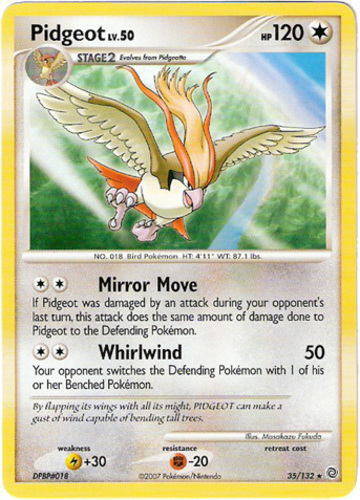 Pidgeot LV.50 HP 120
STAGE2 Evolves from Pidgeotto
NO. 018 Bird Pokémon HT: 4'11" WT: 87.1 lbs.
Mirror Move
If Pidgeot was damaged by an attack during your opponent's
last turn, this attack does the same amount of damage done to
Pidgeot to the Defending Pokémon.
Whirlwind 50
Your opponent switches the Defending Pokémon with 1 of his
or her Benched Pokémon.
By flapping its wings with all its might, PIDGEOT can make a
gust of wind capable of bending tall trees.
Illus. Masakazu Fukuda
weakness resistance retreat cost
+30 -20
DPBP#018 ©2007 Pokémon/Nintendo 35/132 ★